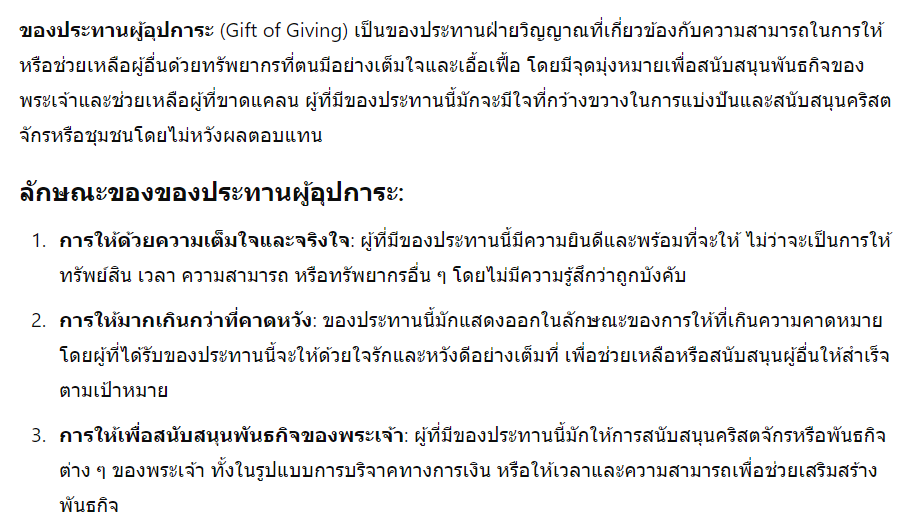 ของประทานผู้อุปการะ (Gift of Giving) เป็นของประทานฝ่ายวิญญาณที่เกี่ยวข้องกับความสามารถในการให้
หรือช่วยเหลือผู้อื่นด้วยทรัพยากรที่ตนมีอย่างเต็มใจและเอื้อเฟื้อ โดยมีจุดมุ่งหมายเพื่อสนับสนุนพันธกิจของ
พระเจ้าและช่วยเหลือผู้ที่ขาดแคลน ผู้ที่มีของประทานนี้มักจะมีใจที่กว้างขวางในการแบ่งปันและสนับสนุนคริสต
จักรหรือชุมชนโดยไม่หวังผลตอบแทน
ลักษณะของของประทานผู้อุปการะ:
1. การให้ด้วยความเต็มใจและจริงใจ: ผู้ที่มีของประทานนี้มีความยินดีและพร้อมที่จะให้ ไม่ว่าจะเป็นการให้
ทรัพย์สิน เวลา ความสามารถ หรือทรัพยากรอื่น ๆ โดยไม่มีความรู้สึกว่าถูกบังคับ
2. การให้มากเกินกว่าที่คาดหวัง: ของประทานนี้มักแสดงออกในลักษณะของการให้ที่เกินความคาดหมาย
โดยผู้ที่ได้รับของประทานนี้จะให้ด้วยใจรักและหวังดีอย่างเต็มที่ เพื่อช่วยเหลือหรือสนับสนุนผู้อื่นให้สำเร็จ
ตามเป้าหมาย
3. การให้เพื่อสนับสนุนพันธกิจของพระเจ้า: ผู้ที่มีของประทานนี้มักให้การสนับสนุนคริสตจักรหรือพันธกิจ
ต่าง ๆ ของพระเจ้า ทั้งในรูปแบบการบริจาคทางการเงิน หรือให้เวลาและความสามารถเพื่อช่วยเสริมสร้าง
พันธกิจ